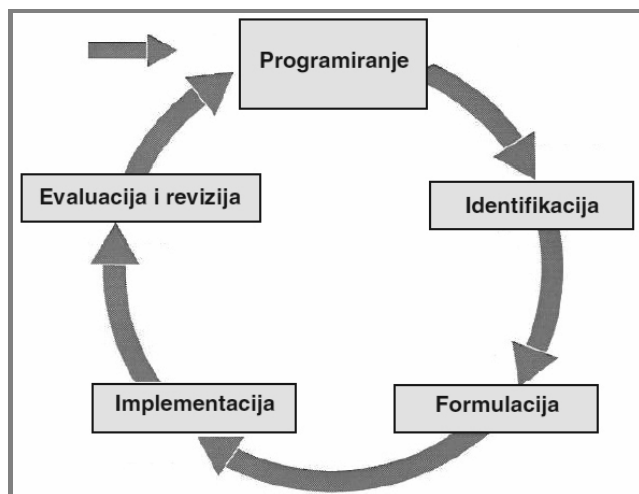 Programiranje
Identifikacija
Formulacija
Implementacija
Evaluacija i revizija